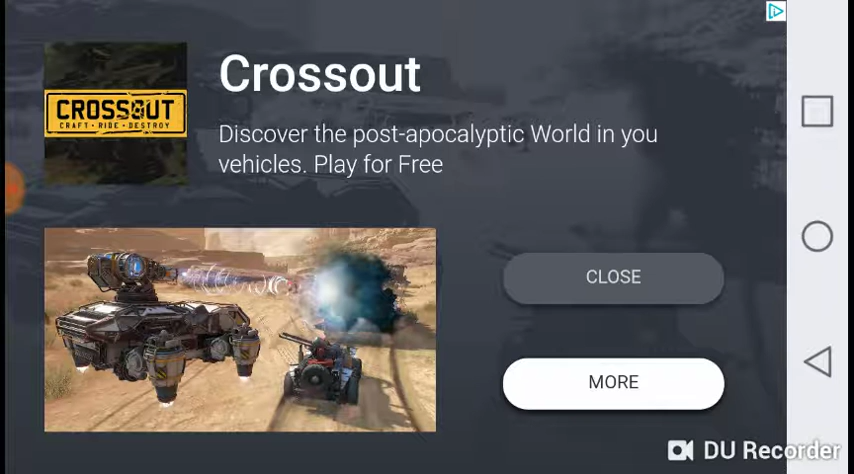 Crossout
CROSSOUT
CRAFT • RIDE • DESTROY
Discover the post-apocalyptic World in you
vehicles. Play for Free
CLOSE
MORE
DU Recorder